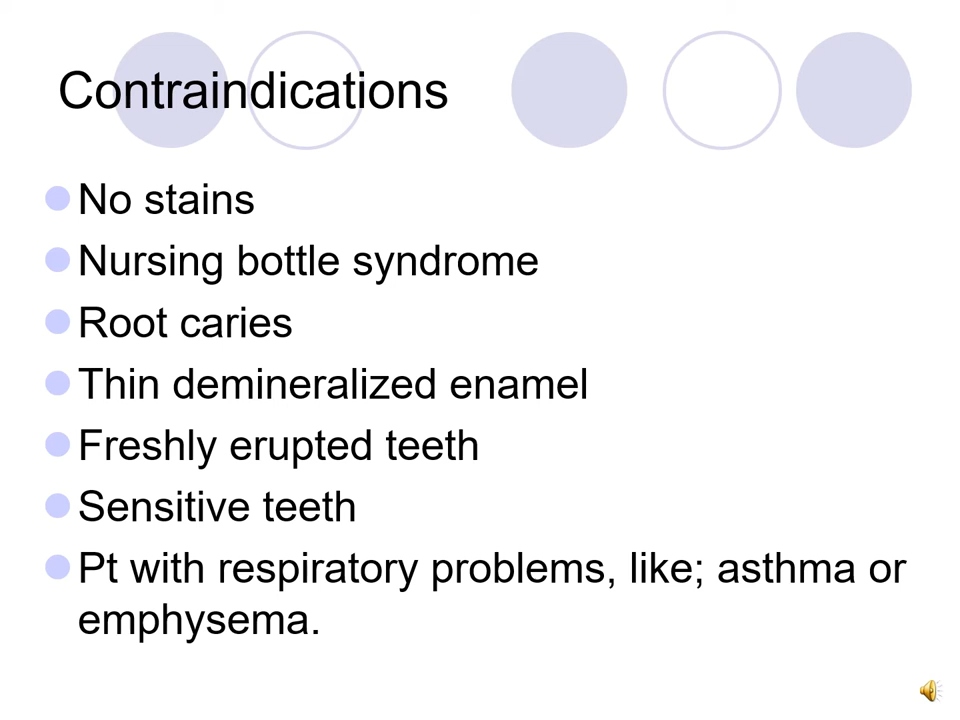 Contraindications
No stains
Nursing bottle syndrome
Root caries
Thin demineralized enamel
Freshly erupted teeth
Sensitive teeth
Pt with respiratory problems, like; asthma or
emphysema.